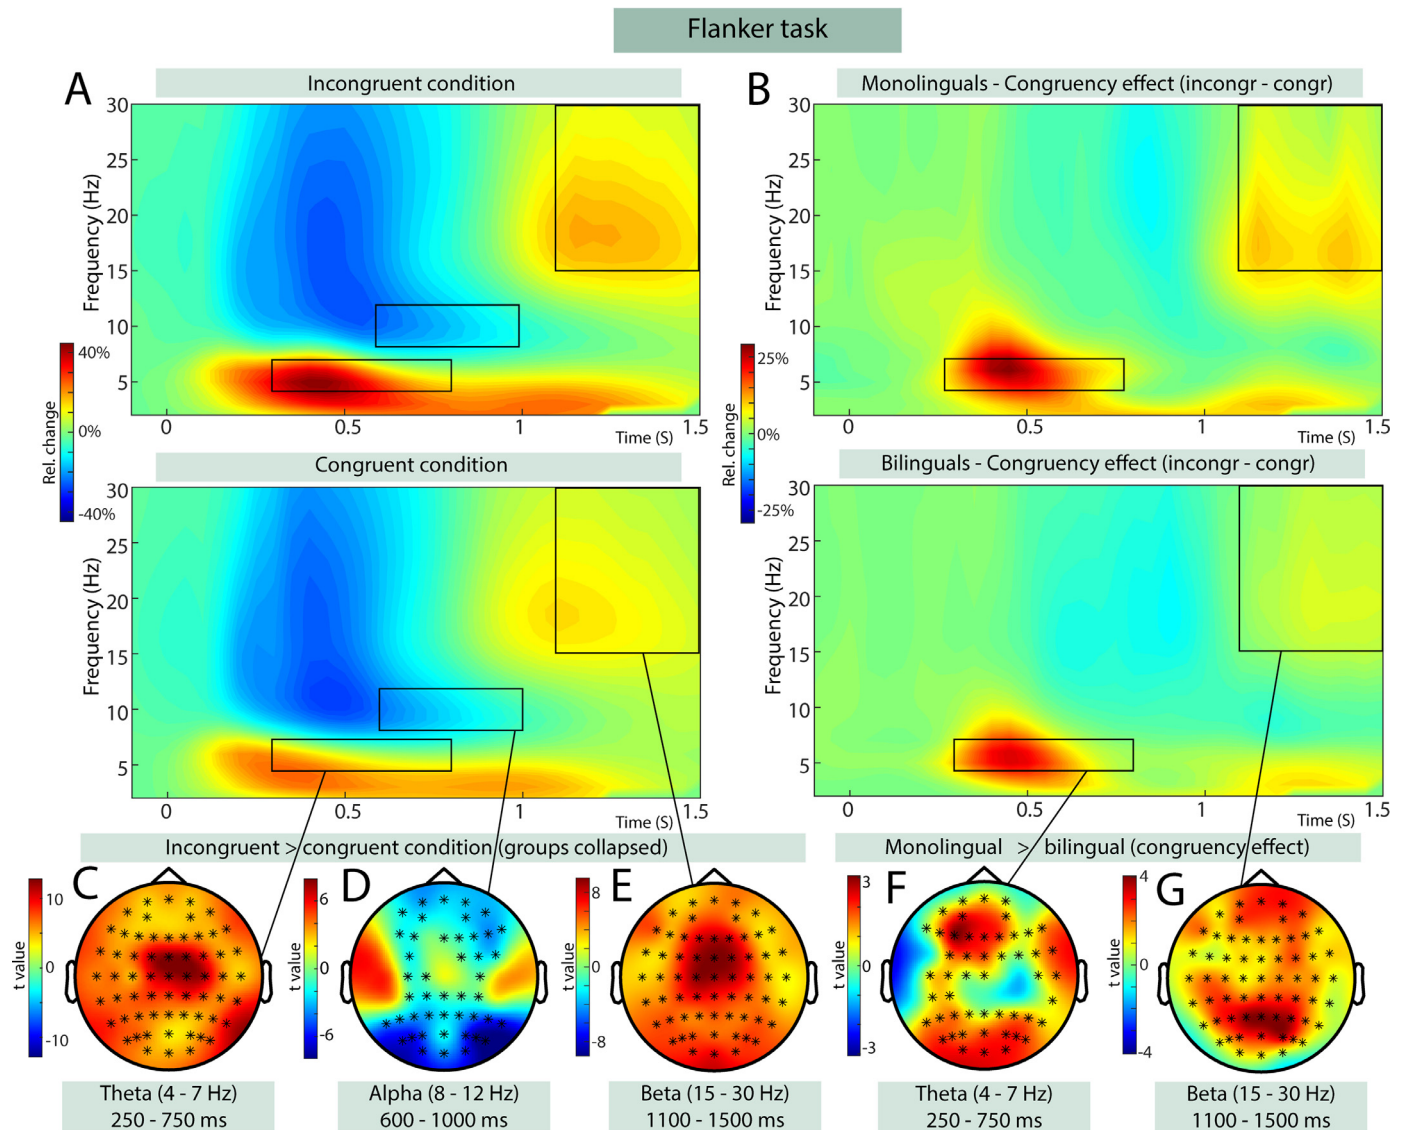 Flanker task
A
Incongruent condition
30
25
20
15
10
5
Frequency (Hz)
0
0.5
1
1.5
Time (S)
40%
0%
-40%
Rel. change
Congruent condition
30
25
20
15
10
5
Frequency (Hz)
0
0.5
1
1.5
Time (S)
B
Monolinguals - Congruency effect (incongr - congr)
30
25
20
15
10
5
Frequency (Hz)
0
0.5
1
1.5
Time (S)
25%
0%
-25%
Rel. change
Bilinguals - Congruency effect (incongr - congr)
30
25
20
15
10
5
Frequency (Hz)
0
0.5
1
1.5
Time (S)
Incongruent > congruent condition (groups collapsed)
C
10
0
-10
t value
Theta (4 - 7 Hz)
250 - 750 ms
D
6
0
-6
t value
Alpha (8 - 12 Hz)
600 - 1000 ms
E
8
0
-8
t value
Beta (15 - 30 Hz)
1100 - 1500 ms
Monolingual > bilingual (congruency effect)
F
3
0
-3
t value
Theta (4 - 7 Hz)
250 - 750 ms
G
4
0
-4
t value
Beta (15 - 30 Hz)
1100 - 1500 ms